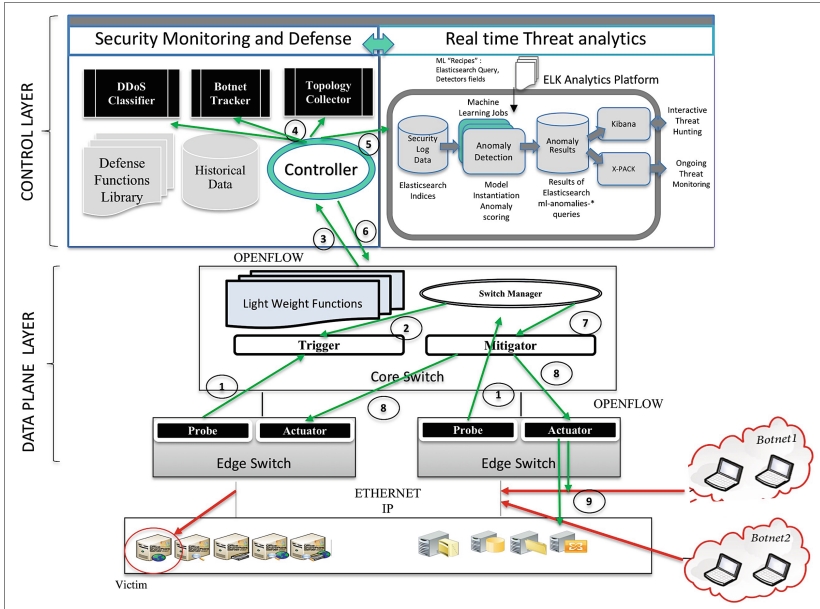 Security Monitoring and Defense
Real time Threat analytics
CONTROL LAYER
DDoS
Classifier
Botnet
Tracker
Topology
Collector
ML "Recipes" :
Elasticsearch Query,
Detectors fields
ELK Analytics Platform
4
5
Defense
Functions
Library
Historical
Data
Controller
Machine
Learning Jobs
Security
Log
Data
Anomaly
Detection
Anomaly
Results
Kibana
X-PACK
Interactive
Threat
Hunting
Ongoing
Threat
Monitoring
Elasticsearch
Indices
Model
Instantiation
Anomaly
scoring
Results of
Elasticsearch
ml-anomalies-*
queries
3
6
OPENFLOW
DATA PLANE LAYER
Light Weight Functions
Switch Manager
2
7
Trigger
Mitigator
Core Switch
1
8
1
8
OPENFLOW
Probe
Actuator
Edge Switch
Probe
Actuator
Edge Switch
Botnet1
ETHERNET
IP
9
Botnet2
Victim